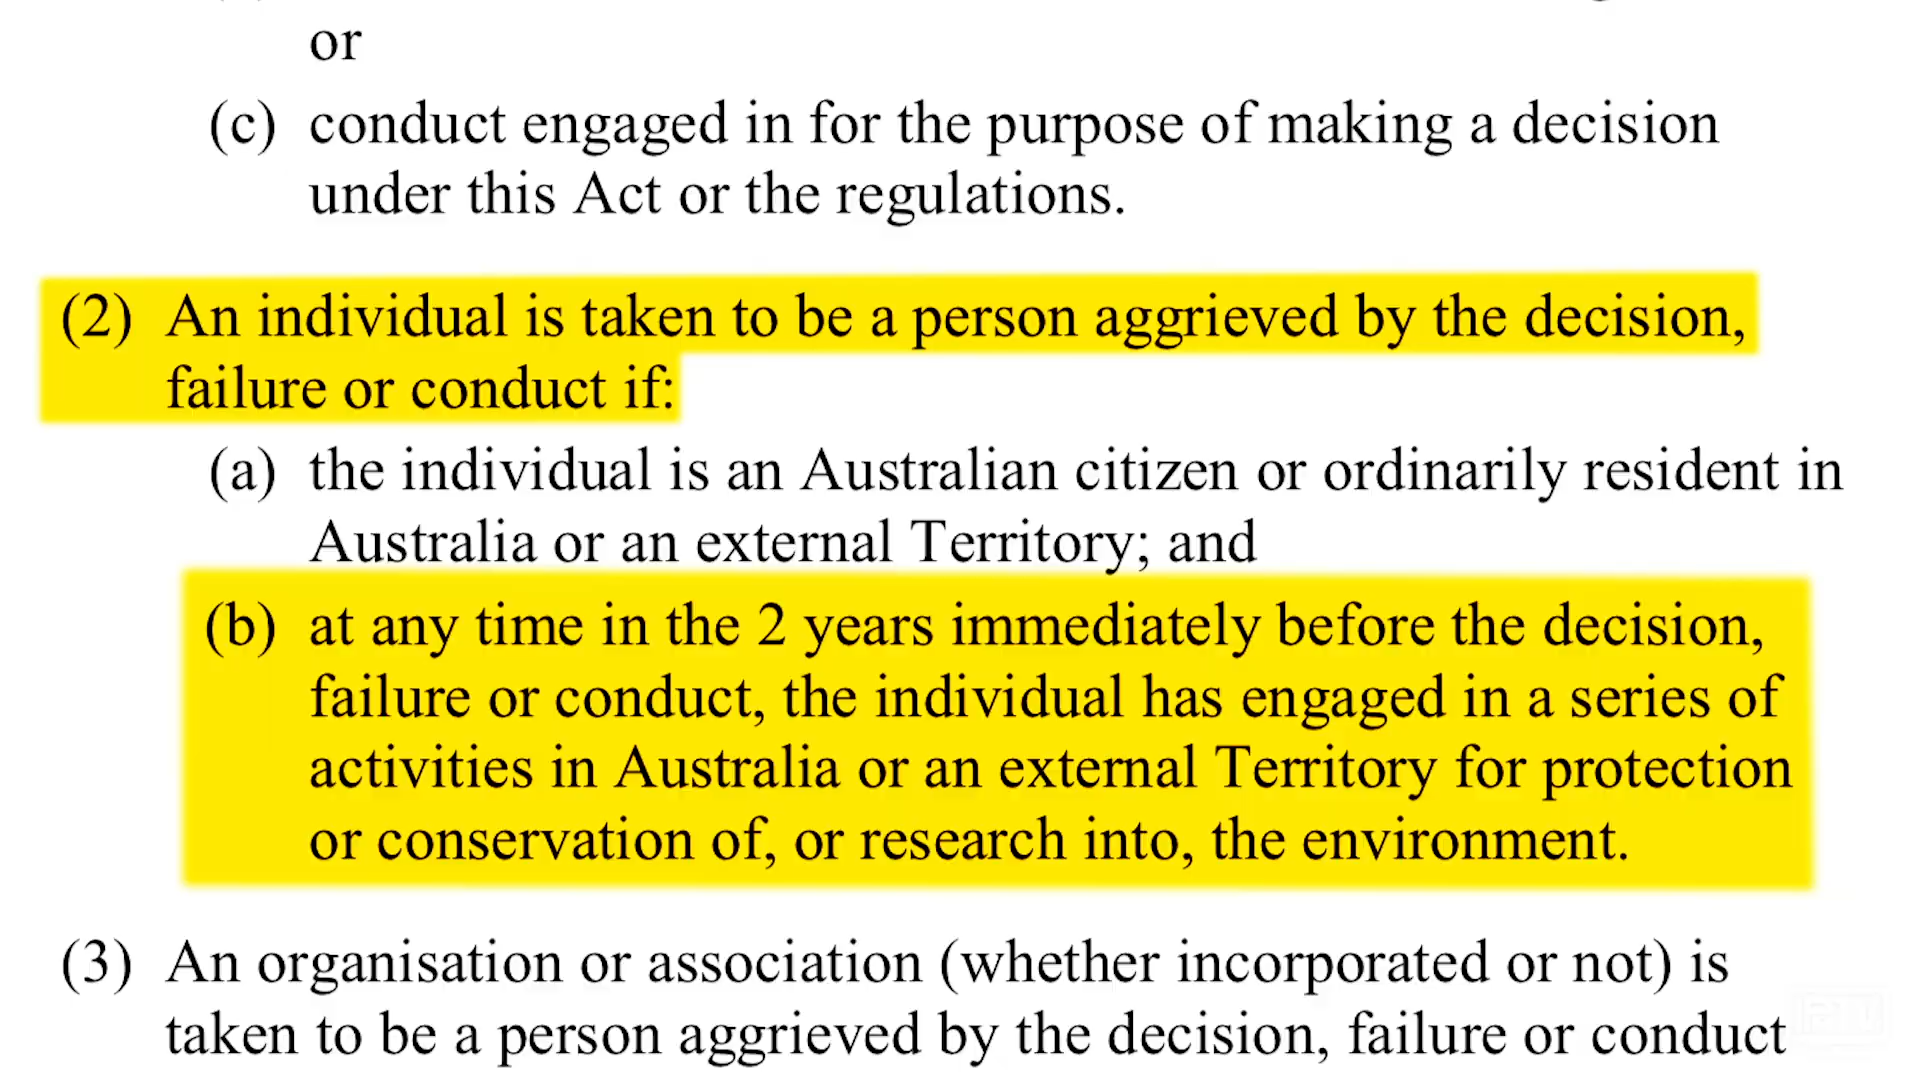 or
(c) conduct engaged in for the purpose of making a decision
under this Act or the regulations.
(2) An individual is taken to be a person aggrieved by the decision,
failure or conduct if:
(a) the individual is an Australian citizen or ordinarily resident in
Australia or an external Territory; and
(b) at any time in the 2 years immediately before the decision,
failure or conduct, the individual has engaged in a series of
activities in Australia or an external Territory for protection
or conservation of, or research into, the environment.
(3) An organisation or association (whether incorporated or not) is
taken to be a person aggrieved by the decision, failure or conduct